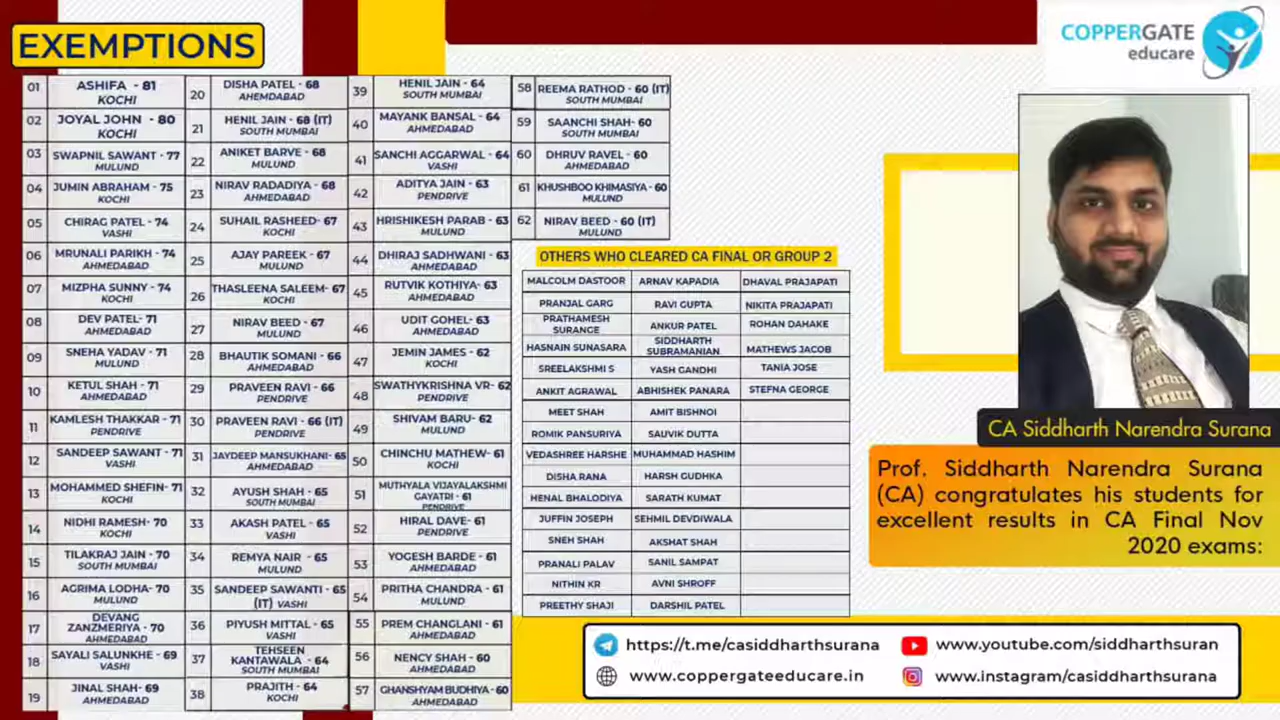 EXEMPTIONS
COPPERGATE
educare
01 ASHIFA - 81
KOCHI
02 JOYAL JOHN - 80
KOCHI
03 SWAPNIL SAWANT - 77
MULUND
04 JUMIN ABRAHAM - 75
KOCHI
05 CHIRAG PATEL - 74
VASHI
06 MRUNALI PARIKH - 74
AHMEDABAD
07 MIZPHA SUNNY - 74
KOCHI
08 DEV PATEL- 71
AHMEDABAD
09 SNEHA YADAV - 71
MULUND
10 KETUL SHAH - 71
AHMEDABAD
11 KAMLESH THAKKAR - 71
PENDRIVE
12 SANDEEP SAWANT - 71
VASHI
13 MOHAMMED SHEFIN- 71
KOCHI
14 NIDHI RAMESH- 70
KOCHI
15 TILAKRAJ JAIN - 70
SOUTH MUMBAI
16 AGRIMA LODHA- 70
MULUND
17 DEVANG
ZANZMERIYA - 70
AHMEDABAD
18 SAYALI SALUNKHE - 69
VASHI
19 JINAL SHAH- 69
AHMEDABAD
20 DISHA PATEL - 68
AHEMDABAD
21 HENIL JAIN - 68 (IT)
SOUTH MUMBAI
22 ANIKET BARVE - 68
MULUND
23 NIRAV RADADIYA - 68
AHMEDABAD
24 SUHAIL RASHEED- 67
KOCHI
25 AJAY PAREEK - 67
MULUND
26 THASLEENA SALEEM- 67
KOCHI
27 NIRAV BEED - 67
MULUND
28 BHAUTIK SOMANI - 66
AHMEDABAD
29 PRAVEEN RAVI - 66
PENDRIVE
30 PRAVEEN RAVI - 66 (IT)
PENDRIVE
31 JAYDEEP MANSUKHANI- 65
AHMEDABAD
32 AYUSH SHAH - 65
SOUTH MUMBAI
33 AKASH PATEL - 65
VASHI
34 REMYA NAIR - 65
MULUND
35 SANDEEP SAWANTI - 65
(IT) VASHI
36 PIYUSH MITTAL - 65
VASHI
37 TEHSEEN
KANTAWALA - 64
SOUTH MUMBAI
38 PRAJITH - 64
KOCHI
39 HENIL JAIN - 64
SOUTH MUMBAI
40 MAYANK BANSAL - 64
AHMEDABAD
41 SANCHI AGGARWAL - 64
VASHI
42 ADITYA JAIN - 63
PENDRIVE
43 HRISHIKESH PARAB - 63
MULUND
44 DHIRAJ SADHWANI - 63
AHMEDABAD
45 RUTVIK KOTHIYA- 63
AHMEDABAD
46 UDIT GOHEL- 63
AHMEDABAD
47 JEMIN JAMES - 62
KOCHI
48 SWATHYKRISHNA VR- 62
PENDRIVE
49 SHIVAM BARU- 62
MULUND
50 CHINCHU MATHEW- 61
KOCHI
51 MUTHYALA VIJAYALAKSHMI
GAYATRI - 61
PENDRIVE
52 HIRAL DAVE- 61
PENDRIVE
53 YOGESH BARDE - 61
AHMEDABAD
54 PRITHA CHANDRA - 61
MULUND
55 PREM CHANGLANI - 61
AHMEDABAD
56 NENCY SHAH - 60
AHMEDABAD
57 GHANSHYAM BUDHIYA- 60
AHMEDABAD
58 REEMA RATHOD - 60 (IT)
SOUTH MUMBAI
59 SAANCHI SHAH- 60
SOUTH MUMBAI
60 DHRUV RAVEL - 60
AHMEDABAD
61 KHUSHBOO KHIMASIYA - 60
MULUND
62 NIRAV BEED - 60 (IT)
MULUND
OTHERS WHO CLEARED CA FINAL OR GROUP 2
MALCOLM DASTOOR ARNAV KAPADIA DHAVAL PRAJAPATI
PRANJAL GARG RAVI GUPTA NIKITA PRAJAPATI
PRATHAMESH
SURANGE ANKUR PATEL ROHAN DAHAKE
HASNAIN SUNASARA SIDDHARTH
SUBRAMANIAN MATHEWS JACOB
SREELAKSHMI S YASH GANDHI TANIA JOSE
ANKIT AGRAWAL ABHISHEK PANARA STEFNA GEORGE
MEET SHAH AMIT BISHNOI
ROMIK PANSURIYA SAUVIK DUTTA
VEDASHREE HARSHE MUHAMMAD HASHIM
DISHA RANA HARSH GUDHKA
HENAL BHALODIYA SARATH KUMAT
JUFFIN JOSEPH SEHMIL DEVDIWALA
SNEH SHAH AKSHAT SHAH
PRANALI PALAV SANIL SAMPAT
NITHIN KR AVNI SHROFF
PREETHY SHAJI DARSHIL PATEL
CA Siddharth Narendra Surana
Prof. Siddharth Narendra Surana
(CA) congratulates his students for
excellent results in CA Final Nov
2020 exams:
https://t.me/casiddharthsurana www.youtube.com/siddharthsuran
www.coppergateeducare.in www.instagram/casiddharthsurana